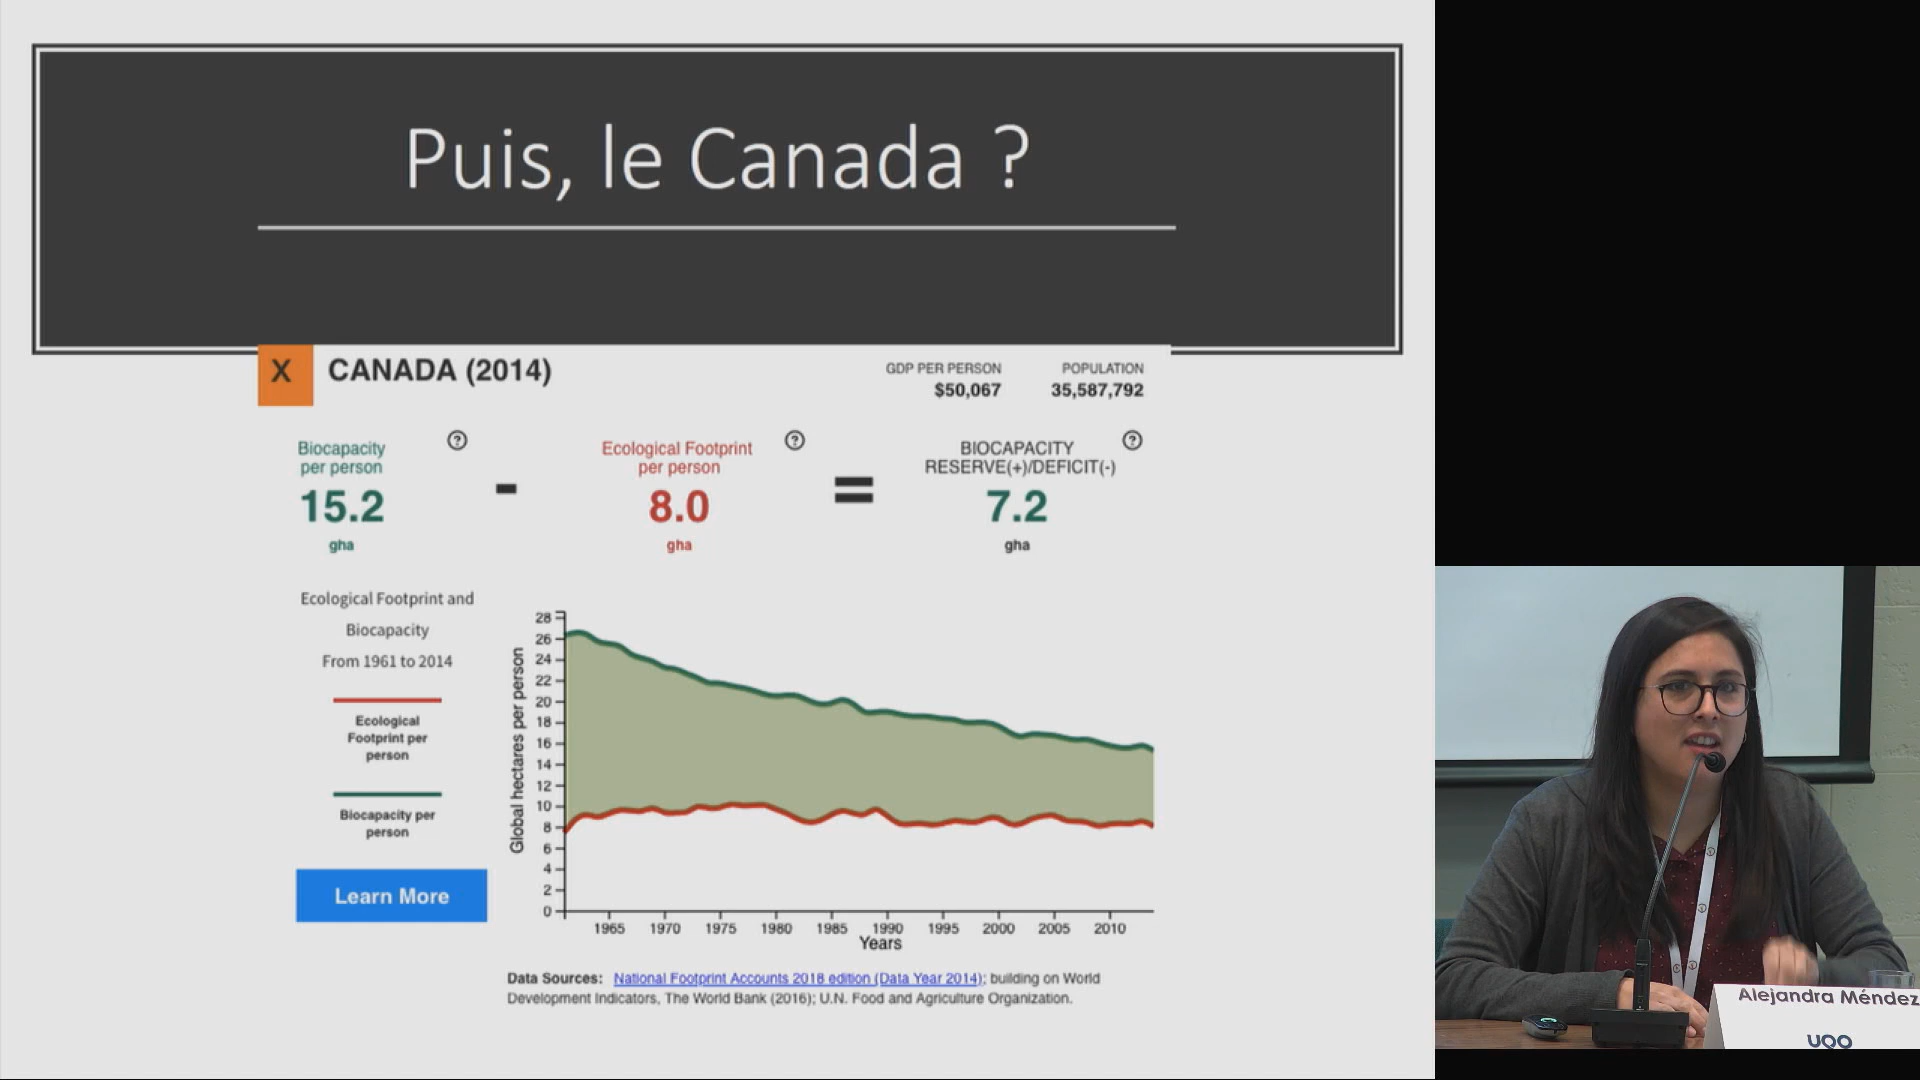 Puis, le Canada ?
X CANADA (2014)
GDP PER PERSON
$50,067
POPULATION
35,587,792
Biocapacity
per person
15.2
gha
?
-
Ecological Footprint
per person
8.0
gha
?
=
BIOCAPACITY
RESERVE(+)/DEFICIT(-)
7.2
gha
?
Ecological Footprint and
Biocapacity
From 1961 to 2014
Ecological
Footprint per
person
Biocapacity per
person
Learn More
Global hectares per person
28
26
24
22
20
18
16
14
12
10
8
6
4
2
0
1965 1970 1975 1980 1985 1990 1995 2000 2005 2010
Years
Data Sources: National Footprint Accounts 2018 edition (Data Year 2014); building on World
Development Indicators, The World Bank (2016); U.N. Food and Agriculture Organization.
Alejandra Méndez
UQO